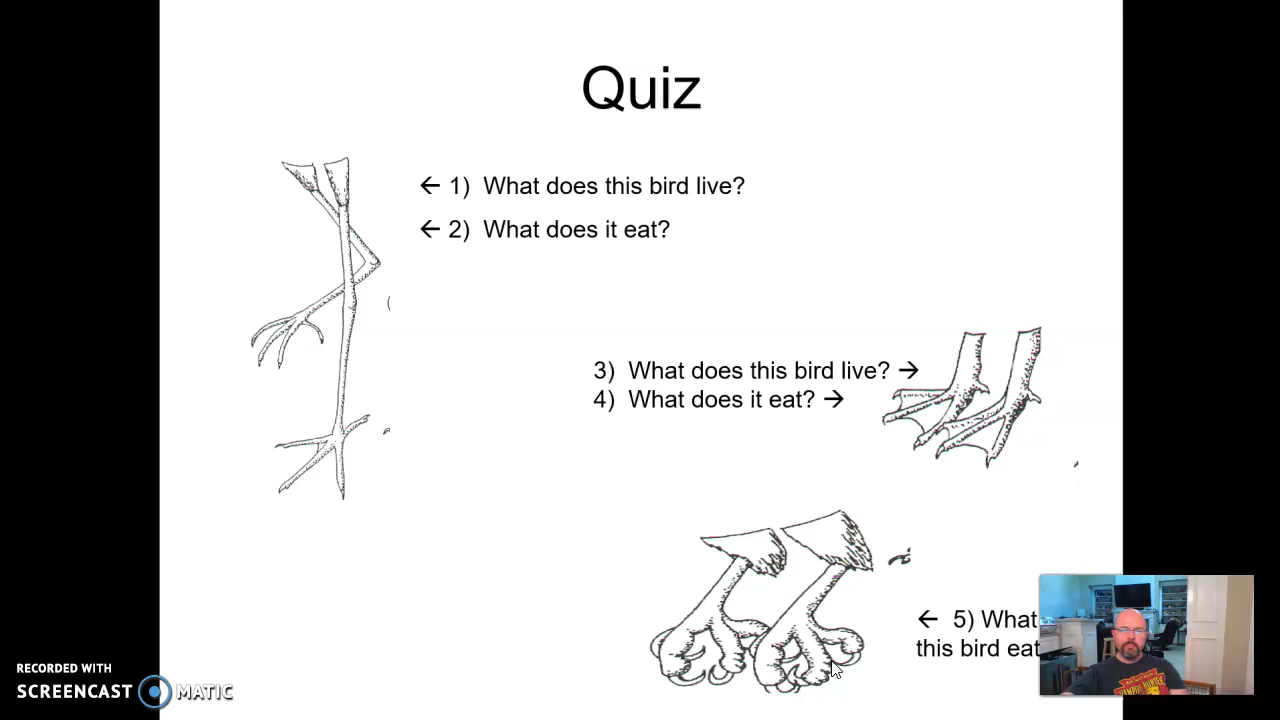 Quiz
← 1) What does this bird live?
← 2) What does it eat?
3) What does this bird live? →
4) What does it eat? →
← 5) What
this bird eat
RECORDED WITH
SCREENCAST MATIC